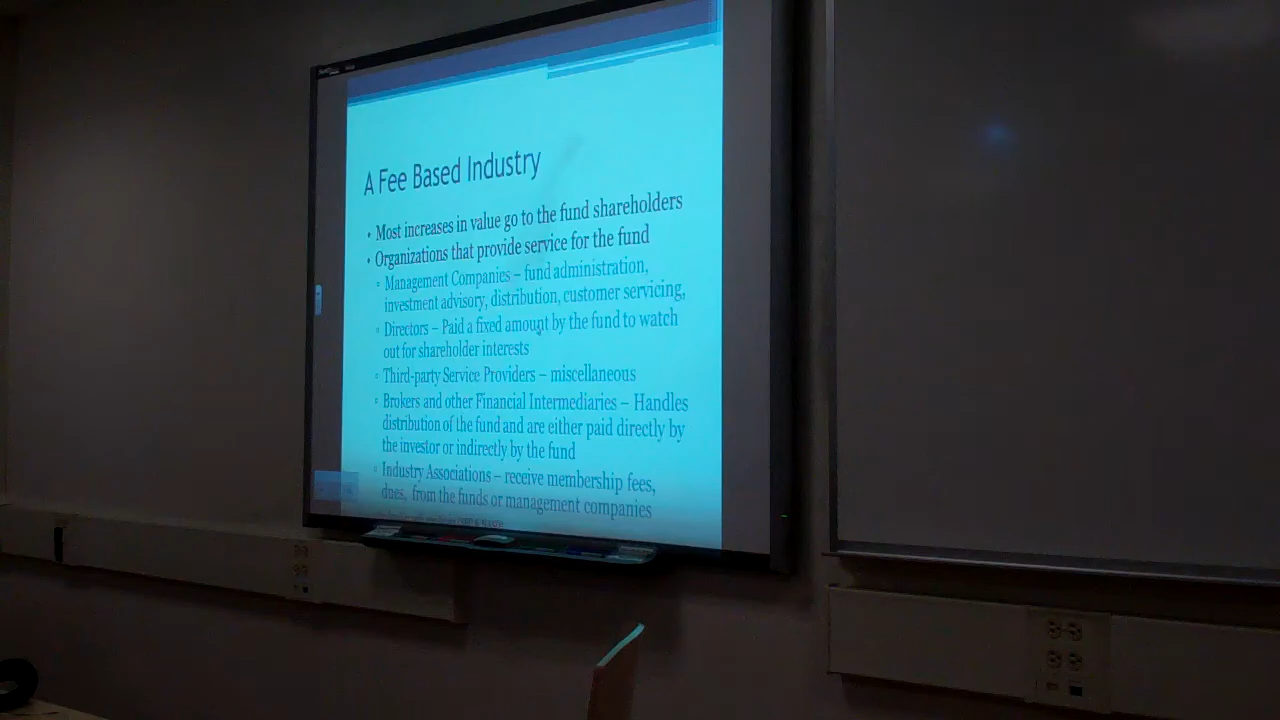 A Fee Based Industry
• Most increases in value go to the fund shareholders
• Organizations that provide service for the fund
▫ Management Companies – fund administration,
investment advisory, distribution, customer servicing,
▫ Directors – Paid a fixed amount by the fund to watch
out for shareholder interests
▫ Third-party Service Providers – miscellaneous
▫ Brokers and other Financial Intermediaries – Handles
distribution of the fund and are either paid directly by
the investor or indirectly by the fund
▫ Industry Associations – receive membership fees,
dues, from the funds or management companies